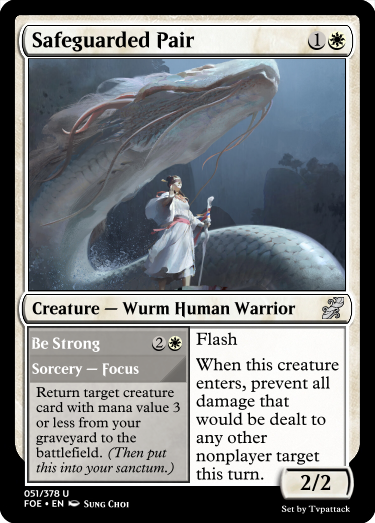 Safeguarded Pair 1
Creature — Wurm Human Warrior
Be Strong 2
Sorcery — Focus
Return target creature
card with mana value 3
or less from your
graveyard to the
battlefield. (Then put
this into your sanctum.)
Flash
When this creature
enters, prevent all
damage that
would be dealt to
any other
nonplayer target
this turn.
2/2
051/378 U
FOE • EN Sung Choi
Set by Tvpattack